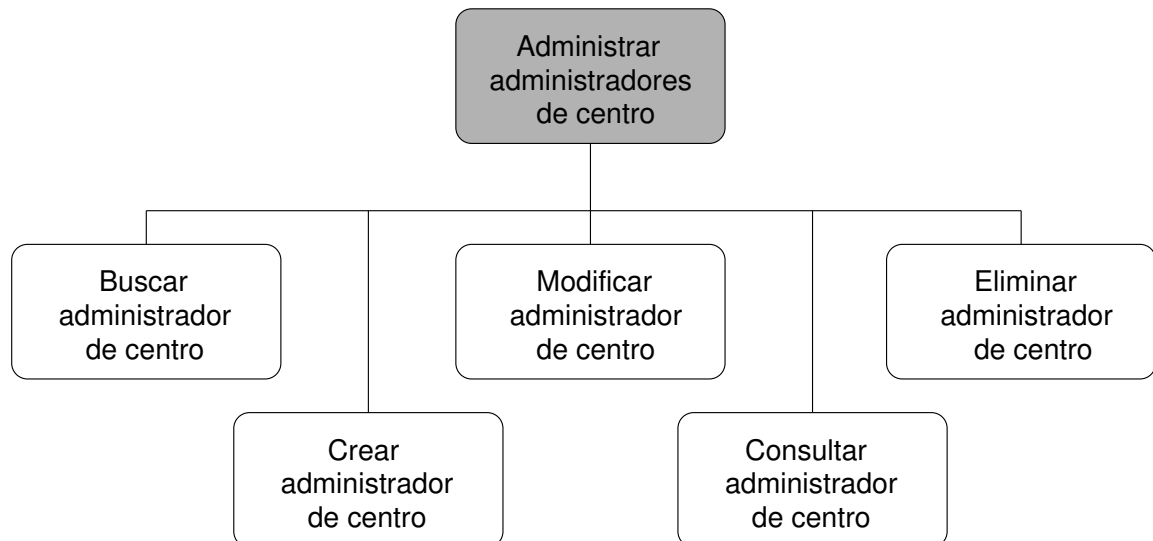 Administrar
administradores
de centro
Buscar
administrador
de centro
Modificar
administrador
de centro
Eliminar
administrador
de centro
Crear
administrador
de centro
Consultar
administrador
de centro